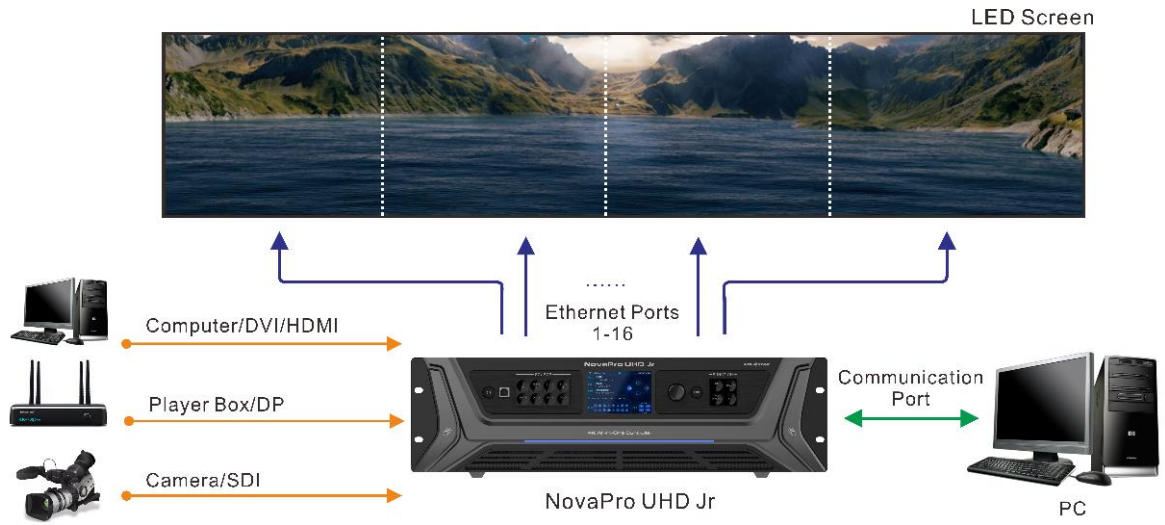 LED Screen
......
Ethernet Ports
1-16
Computer/DVI/HDMI
Player Box/DP
Camera/SDI
NovaPro UHD Jr
Communication
Port
NovaPro UHD Jr
PC